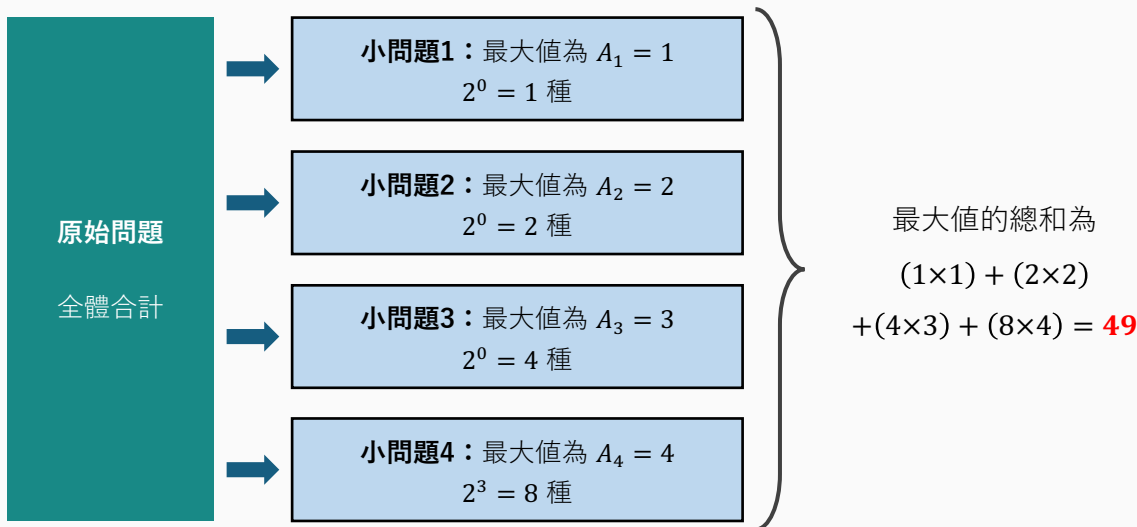 原始問題
全體合計
小問題1：最大值為 A₁ = 1
2⁰ = 1 種
小問題2：最大值為 A₂ = 2
2⁰ = 2 種
小問題3：最大值為 A₃ = 3
2⁰ = 4 種
小問題4：最大值為 A₄ = 4
2³ = 8 種
最大值的總和為
(1×1) + (2×2)
+(4×3) + (8×4) = 49